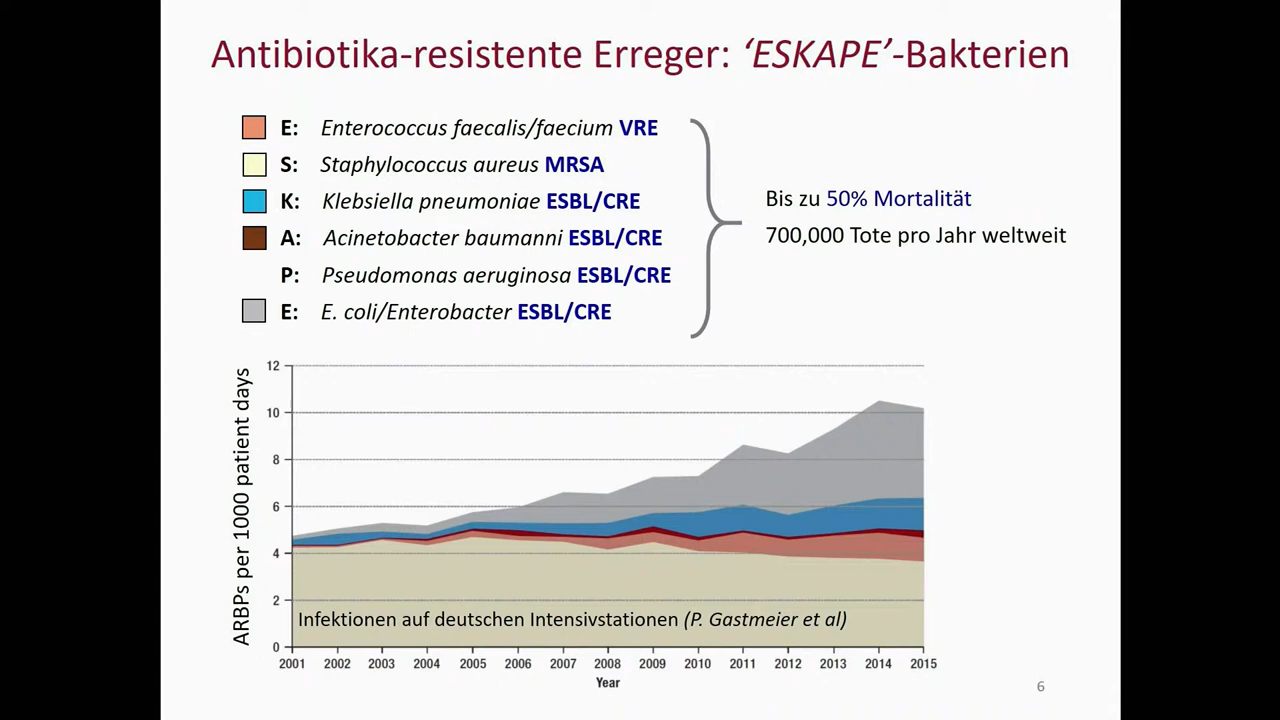 Antibiotika-resistente Erreger: ‘ESKAPE’-Bakterien
E: Enterococcus faecalis/faecium VRE
S: Staphylococcus aureus MRSA
K: Klebsiella pneumoniae ESBL/CRE
A: Acinetobacter baumanni ESBL/CRE
P: Pseudomonas aeruginosa ESBL/CRE
E: E. coli/Enterobacter ESBL/CRE
Bis zu 50% Mortalität
700,000 Tote pro Jahr weltweit
ARBPs per 1000 patient days
12
10
8
6
4
2
0
Infektionen auf deutschen Intensivstationen (P. Gastmeier et al)
2001 2002 2003 2004 2005 2006 2007 2008 2009 2010 2011 2012 2013 2014 2015
Year
6